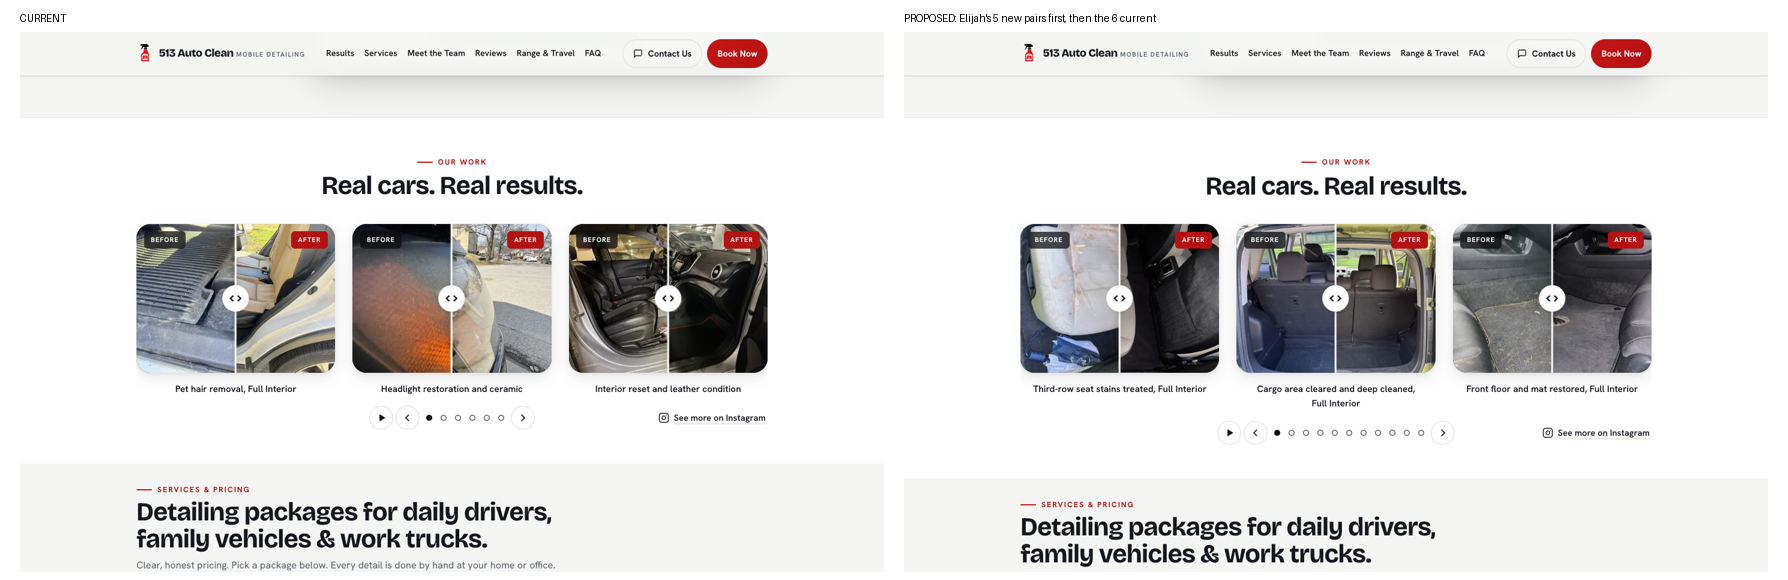 CURRENT
513 Auto Clean MOBILE DETAILING Results Services Meet the Team Reviews Range & Travel FAQ Contact Us Book Now
OUR WORK
Real cars. Real results.
BEFORE AFTER BEFORE AFTER BEFORE AFTER
Pet hair removal, Full Interior Headlight restoration and ceramic Interior reset and leather condition
See more on Instagram
SERVICES & PRICING
Detailing packages for daily drivers,
family vehicles & work trucks.
Clear, honest pricing. Pick a package below. Every detail is done by hand at your home or office.
PROPOSED: Elijah's 5 new pairs first, then the 6 current
513 Auto Clean MOBILE DETAILING Results Services Meet the Team Reviews Range & Travel FAQ Contact Us Book Now
OUR WORK
Real cars. Real results.
BEFORE AFTER BEFORE AFTER BEFORE AFTER
Third-row seat stains treated, Full Interior Cargo area cleared and deep cleaned, Front floor and mat restored, Full Interior
Full Interior
See more on Instagram
SERVICES & PRICING
Detailing packages for daily drivers,
family vehicles & work trucks.